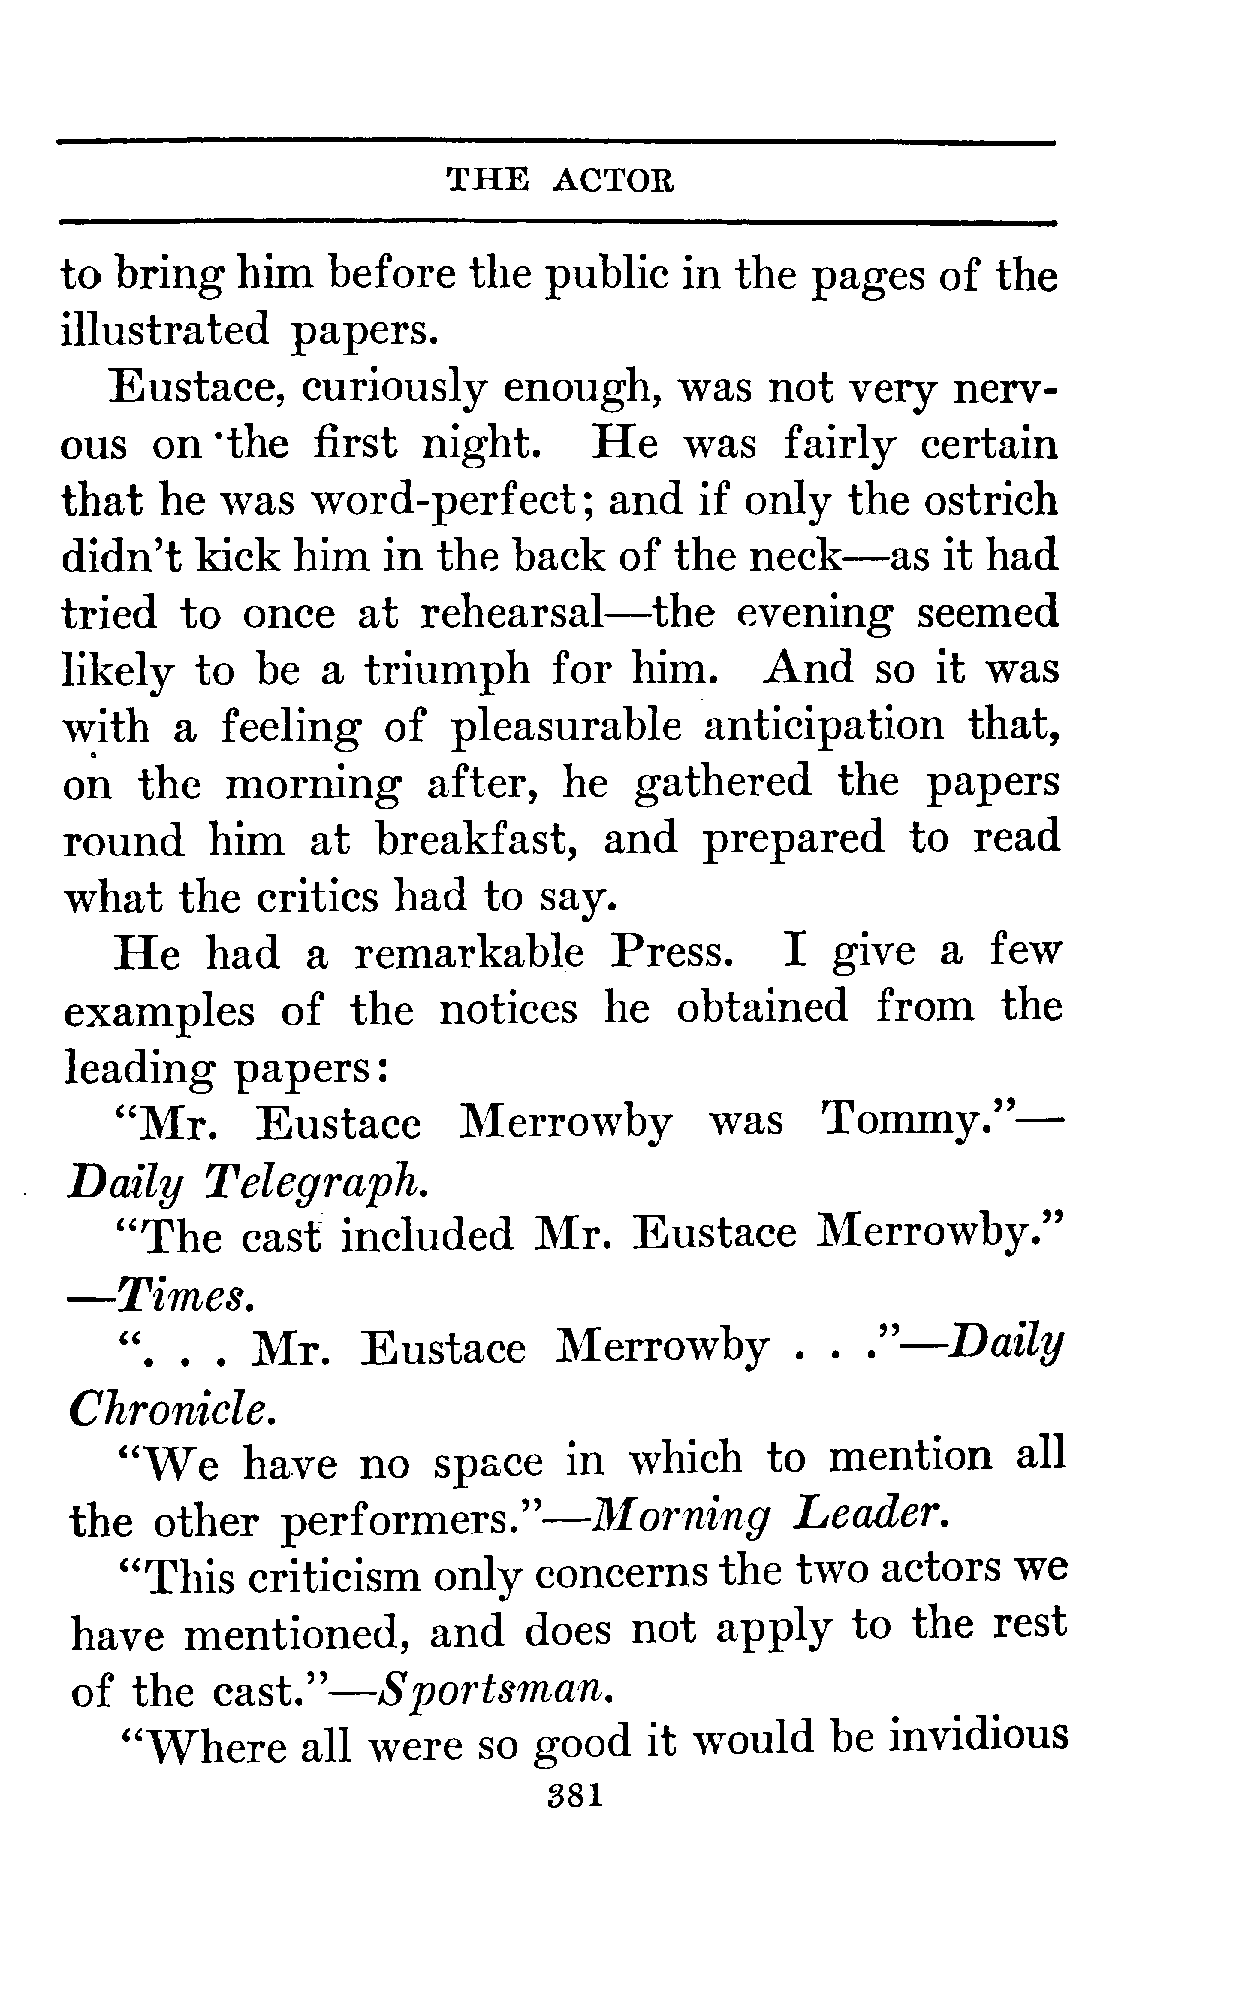 THE ACTOR
to bring him before the public in the pages of the
illustrated papers.
Eustace, curiously enough, was not very nerv-
ous on the first night. He was fairly certain
that he was word-perfect; and if only the ostrich
didn't kick him in the back of the neck—as it had
tried to once at rehearsal—the evening seemed
likely to be a triumph for him. And so it was
with a feeling of pleasurable anticipation that,
on the morning after, he gathered the papers
round him at breakfast, and prepared to read
what the critics had to say.
He had a remarkable Press. I give a few
examples of the notices he obtained from the
leading papers:
“Mr. Eustace Merrowby was Tommy.”—
Daily Telegraph.
“The cast included Mr. Eustace Merrowby.”
—Times.
“. . . Mr. Eustace Merrowby . . .”—Daily
Chronicle.
“We have no space in which to mention all
the other performers.”—Morning Leader.
“This criticism only concerns the two actors we
have mentioned, and does not apply to the rest
of the cast.”—Sportsman.
“Where all were so good it would be invidious
381